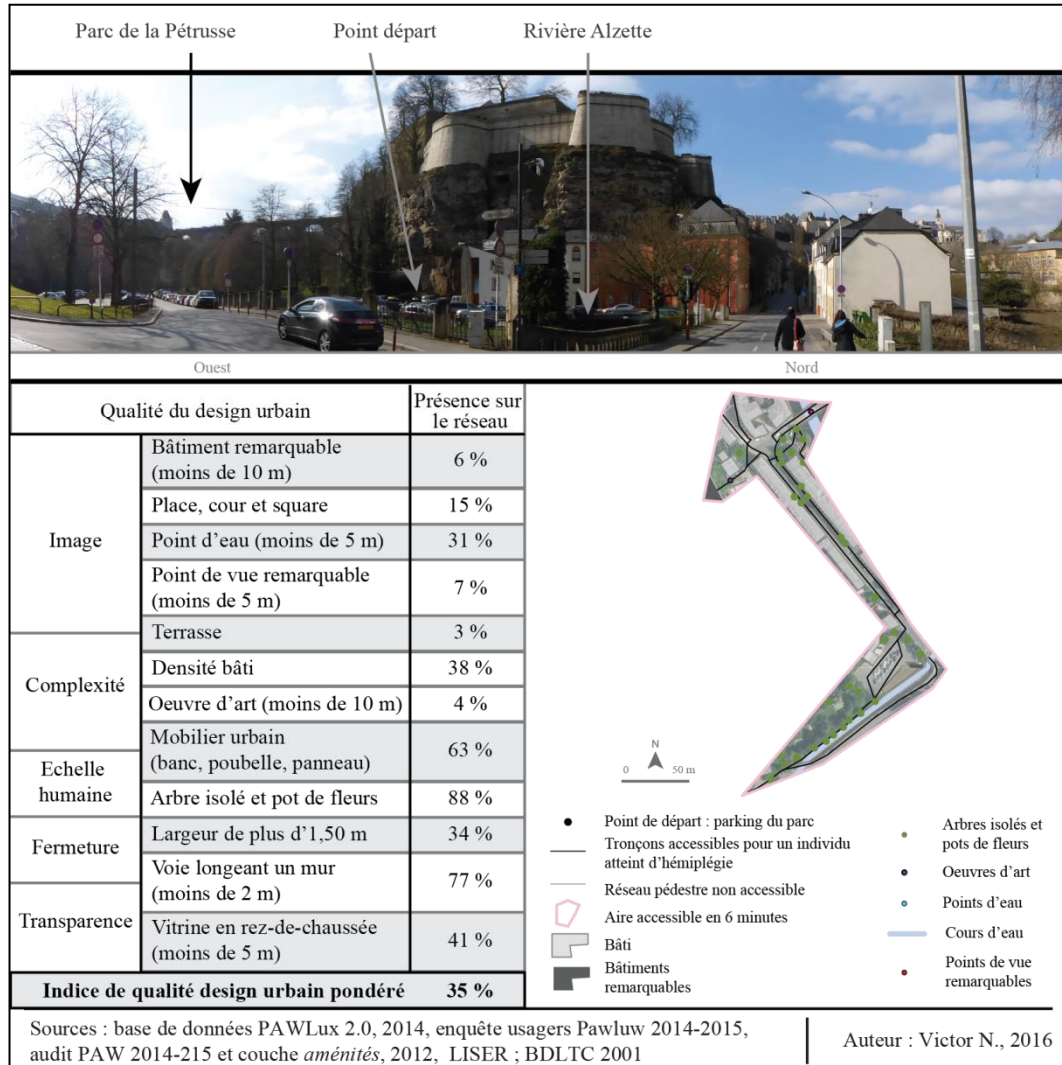 Parc de la Pétrusse
Point départ
Rivière Alzette
Ouest
Nord
Qualité du design urbain
Présence sur
le réseau
Image
Bâtiment remarquable
(moins de 10 m)
6 %
Place, cour et square
15 %
Point d’eau (moins de 5 m)
31 %
Point de vue remarquable
(moins de 5 m)
7 %
Complexité
Terrasse
3 %
Densité bâti
38 %
Oeuvre d’art (moins de 10 m)
4 %
Mobilier urbain
(banc, poubelle, panneau)
63 %
Echelle
humaine
Arbre isolé et pot de fleurs
88 %
Fermeture
Largeur de plus d’1,50 m
34 %
Voie longeant un mur
(moins de 2 m)
77 %
Transparence
Vitrine en rez-de-chaussée
(moins de 5 m)
41 %
Indice de qualité design urbain pondéré
35 %
N
0 50 m
Point de départ : parking du parc
Tronçons accessibles pour un individu
atteint d’hémiplégie
Réseau pédestre non accessible
Aire accessible en 6 minutes
Bâti
Bâtiments
remarquables
Arbres isolés et
pots de fleurs
Oeuvres d’art
Points d’eau
Cours d’eau
Points de vue
remarquables
Sources : base de données PAWLux 2.0, 2014, enquête usagers Pawluw 2014-2015,
audit PAW 2014-215 et couche aménités, 2012, LISER ; BDLTC 2001
Auteur : Victor N., 2016